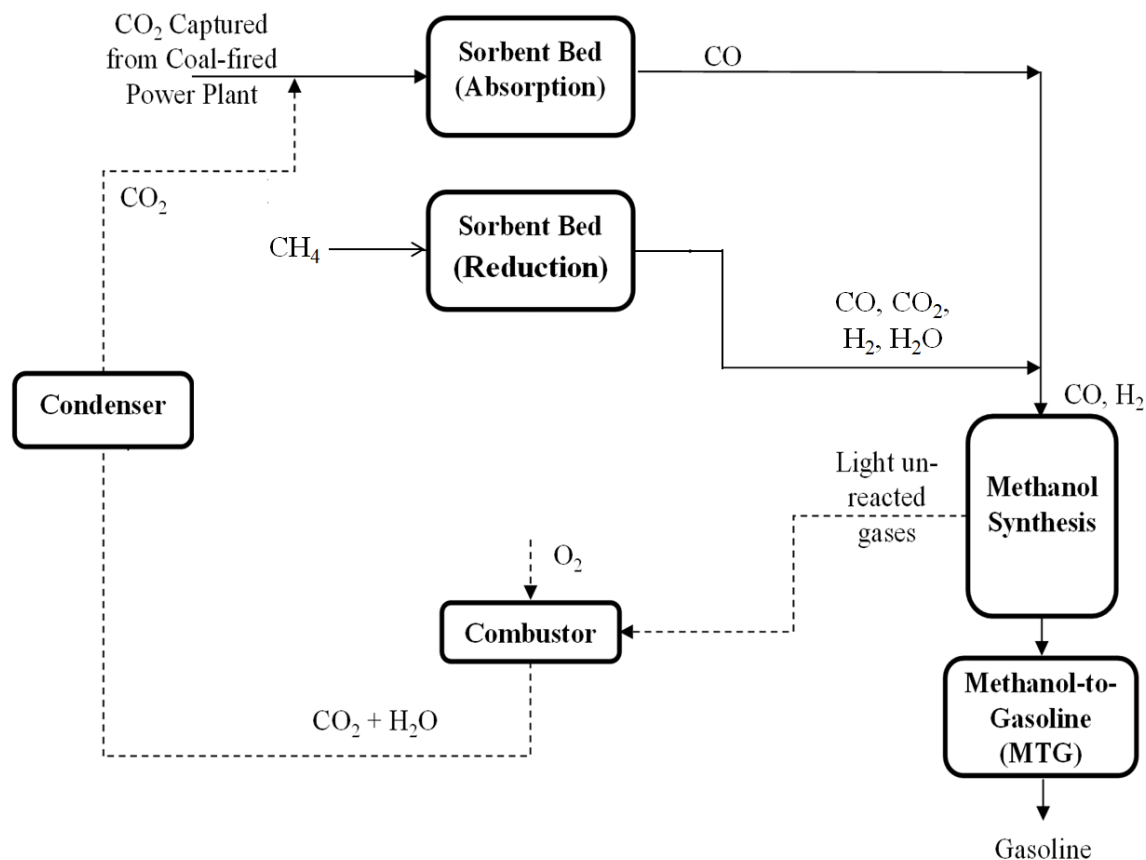 CO₂ Captured
from Coal-fired
Power Plant
Sorbent Bed
(Absorption)
CO
CO₂
CH₄
Sorbent Bed
(Reduction)
CO, CO₂,
H₂, H₂O
Condenser
CO, H₂
Light un-
reacted
gases
Methanol
Synthesis
O₂
Combustor
CO₂ + H₂O
Methanol-to-
Gasoline
(MTG)
Gasoline